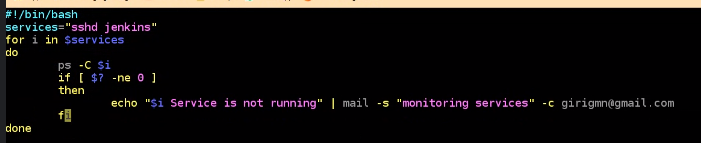 #!/bin/bash
services="sshd jenkins"
for i in $services
do
        ps -C $i
        if [ $? -ne 0 ]
        then
                echo "$i Service is not running" | mail -s "monitoring services" -c girigmn@gmail.com
        fi
done